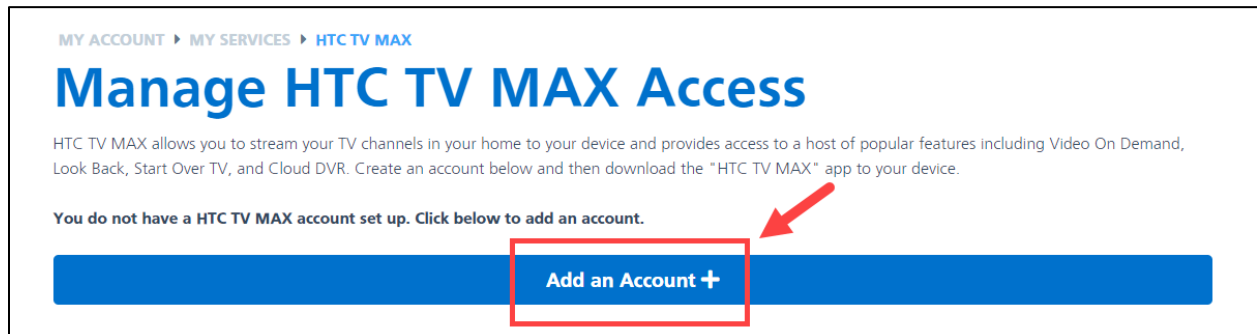 MY ACCOUNT ▸ MY SERVICES ▸ HTC TV MAX
Manage HTC TV MAX Access
HTC TV MAX allows you to stream your TV channels in your home to your device and provides access to a host of popular features including Video On Demand,
Look Back, Start Over TV, and Cloud DVR. Create an account below and then download the "HTC TV MAX" app to your device.
You do not have a HTC TV MAX account set up. Click below to add an account.
Add an Account +